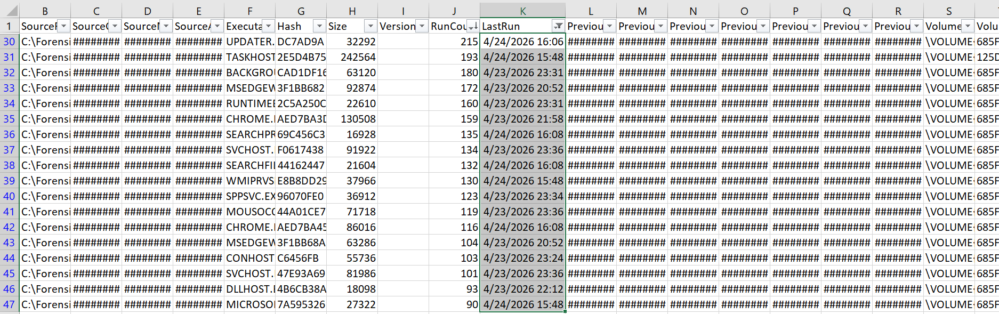 B C D E F G H I J K L M N O P Q R S
1 SourceF SourceC SourceM SourceA Executa Hash Size Version RunCou LastRun Previou Previou Previou Previou Previou Previou Previou Volume Volu
30 C:\Forensi ######## ######## ######## UPDATER. DC7AD9A 32292 215 4/24/2026 16:06 ######## ######## ######## ######## ######## ######## ######## \VOLUME 685F
31 C:\Forensi ######## ######## ######## TASKHOST 2E5D4B75 242564 193 4/24/2026 15:48 ######## ######## ######## ######## ######## ######## ######## \VOLUME 125D
32 C:\Forensi ######## ######## ######## BACKGROU CAD1DF16 63120 180 4/23/2026 23:31 ######## ######## ######## ######## ######## ######## ######## \VOLUME 685F
33 C:\Forensi ######## ######## ######## MSEDGEW 3F1BB682 92874 172 4/23/2026 20:52 ######## ######## ######## ######## ######## ######## ######## \VOLUME 685F
34 C:\Forensi ######## ######## ######## RUNTIMEB 2C5A250C 22610 160 4/23/2026 23:31 ######## ######## ######## ######## ######## ######## ######## \VOLUME 685F
35 C:\Forensi ######## ######## ######## CHROME. AED7BA3D 130508 159 4/23/2026 21:58 ######## ######## ######## ######## ######## ######## ######## \VOLUME 685F
36 C:\Forensi ######## ######## ######## SEARCHPR 69C456C3 16928 135 4/24/2026 16:08 ######## ######## ######## ######## ######## ######## ######## \VOLUME 685F
37 C:\Forensi ######## ######## ######## SVCHOST. F0617438 91922 134 4/23/2026 23:36 ######## ######## ######## ######## ######## ######## ######## \VOLUME 685F
38 C:\Forensi ######## ######## ######## SEARCHFIL 44162447 21604 132 4/24/2026 16:08 ######## ######## ######## ######## ######## ######## ######## \VOLUME 685F
39 C:\Forensi ######## ######## ######## WMIPRVS E8B8DD29 37966 130 4/24/2026 15:48 ######## ######## ######## ######## ######## ######## ######## \VOLUME 685F
40 C:\Forensi ######## ######## ######## SPPSVC.EX 96070FE0 36912 123 4/23/2026 23:34 ######## ######## ######## ######## ######## ######## ######## \VOLUME 685F
41 C:\Forensi ######## ######## ######## MOUSOCO 44A01CE7 71718 119 4/23/2026 23:36 ######## ######## ######## ######## ######## ######## ######## \VOLUME 685F
42 C:\Forensi ######## ######## ######## CHROME. AED7BA45 86016 116 4/24/2026 16:08 ######## ######## ######## ######## ######## ######## ######## \VOLUME 685F
43 C:\Forensi ######## ######## ######## MSEDGEW 3F1BB68A 63286 104 4/23/2026 20:52 ######## ######## ######## ######## ######## ######## ######## \VOLUME 685F
44 C:\Forensi ######## ######## ######## CONHOST C6456FB 55736 103 4/23/2026 23:24 ######## ######## ######## ######## ######## ######## ######## \VOLUME 685F
45 C:\Forensi ######## ######## ######## SVCHOST. 47E93A69 81986 101 4/23/2026 23:36 ######## ######## ######## ######## ######## ######## ######## \VOLUME 685F
46 C:\Forensi ######## ######## ######## DLLHOST.E 4B6CB38A 18098 93 4/23/2026 22:12 ######## ######## ######## ######## ######## ######## ######## \VOLUME 685F
47 C:\Forensi ######## ######## ######## MICROSO 7A595326 27322 90 4/24/2026 15:48 ######## ######## ######## ######## ######## ######## ######## \VOLUME 685F